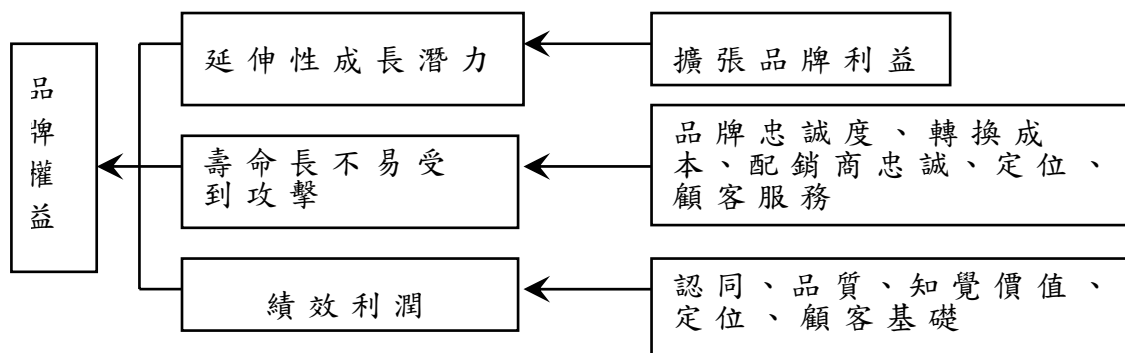 品牌權益
延伸性成長潛力
擴張品牌利益
壽命長不易受
到攻擊
品牌忠誠度、轉換成
本、配銷商忠誠、定位、
顧客服務
績效利潤
認同、品質、知覺價值、
定位、顧客基礎